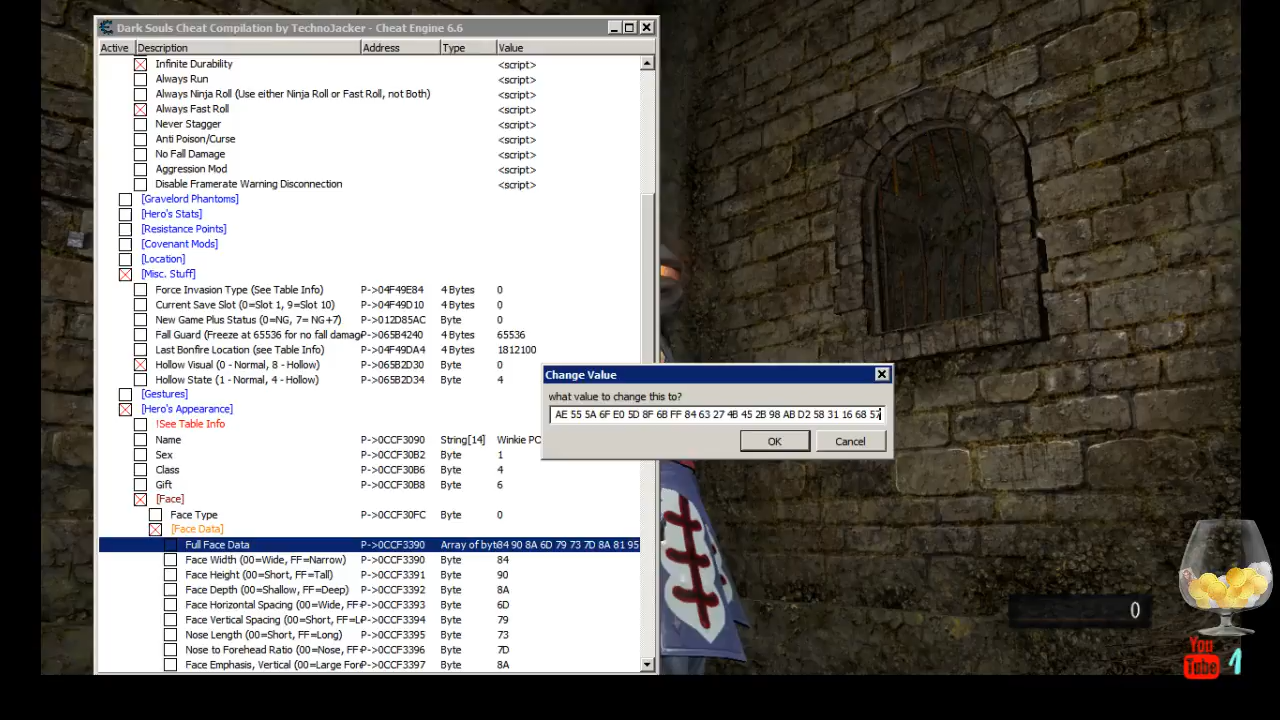 Dark Souls Cheat Compilation by TechnoJacker - Cheat Engine 6.6
Active Description Address Type Value
Infinite Durability <script>
Always Run <script>
Always Ninja Roll (Use either Ninja Roll or Fast Roll, not Both) <script>
Always Fast Roll <script>
Never Stagger <script>
Anti Poison/Curse <script>
No Fall Damage <script>
Aggression Mod <script>
Disable Framerate Warning Disconnection <script>
[Gravelord Phantoms]
[Hero's Stats]
[Resistance Points]
[Covenant Mods]
[Location]
[Misc. Stuff]
Force Invasion Type (See Table Info) P->04F49E84 4 Bytes 0
Current Save Slot (0=Slot 1, 9=Slot 10) P->04F49D10 4 Bytes 0
New Game Plus Status (0=NG, 7= NG+7) P->012D85AC Byte 0
Fall Guard (Freeze at 65536 for no fall damag P->065B4240 4 Bytes 65536
Last Bonfire Location (see Table Info) P->04F49DA4 4 Bytes 1812100
Hollow Visual (0 - Normal, 8 - Hollow) P->065B2D30 Byte 0
Hollow State (1 - Normal, 4 - Hollow) P->065B2D34 Byte 4
[Gestures]
[Hero's Appearance]
!See Table Info
Name P->0CCF3090 String[14] Winkie PC
Sex P->0CCF30B2 Byte 1
Class P->0CCF30B6 Byte 4
Gift P->0CCF30B8 Byte 6
[Face]
Face Type P->0CCF30FC Byte 0
[Face Data]
Full Face Data P->0CCF3390 Array of byt 84 90 8A 6D 79 73 7D 8A 81 95
Face Width (00=Wide, FF=Narrow) P->0CCF3390 Byte 84
Face Height (00=Short, FF=Tall) P->0CCF3391 Byte 90
Face Depth (00=Shallow, FF=Deep) P->0CCF3392 Byte 8A
Face Horizontal Spacing (00=Wide, FF P->0CCF3393 Byte 6D
Face Vertical Spacing (00=Short, FF=L P->0CCF3394 Byte 79
Nose Length (00=Short, FF=Long) P->0CCF3395 Byte 73
Nose to Forehead Ratio (00=Nose, F P->0CCF3396 Byte 7D
Face Emphasis, Vertical (00=Large For P->0CCF3397 Byte 8A
Change Value
what value to change this to?
AE 55 5A 6F E0 5D 8F 6B FF 84 63 27 4B 45 2B 98 AB D2 58 31 16 68 57
OK Cancel
0
You
Tube 1